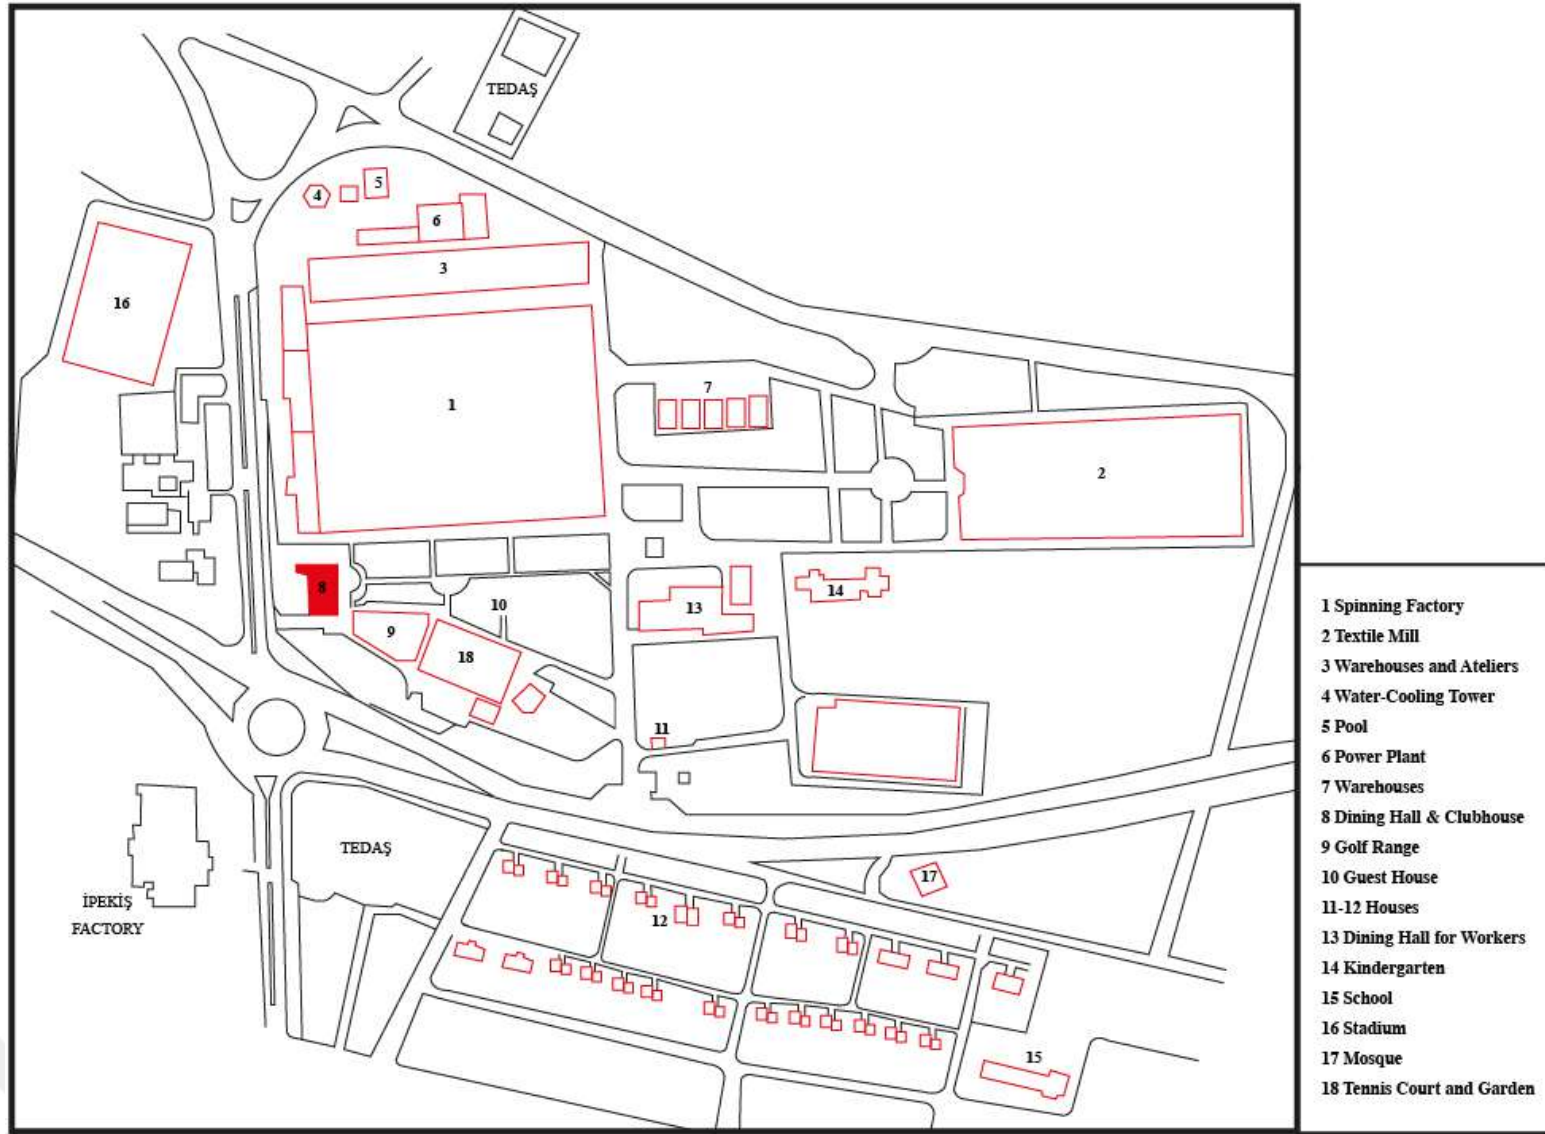 TEDAŞ
5
4
6
3
16
7
1
2
8
14
10
13
9
18
11
TEDAŞ
17
İPEKİŞ
FACTORY
12
15
1 Spinning Factory
2 Textile Mill
3 Warehouses and Ateliers
4 Water-Cooling Tower
5 Pool
6 Power Plant
7 Warehouses
8 Dining Hall & Clubhouse
9 Golf Range
10 Guest House
11-12 Houses
13 Dining Hall for Workers
14 Kindergarten
15 School
16 Stadium
17 Mosque
18 Tennis Court and Garden